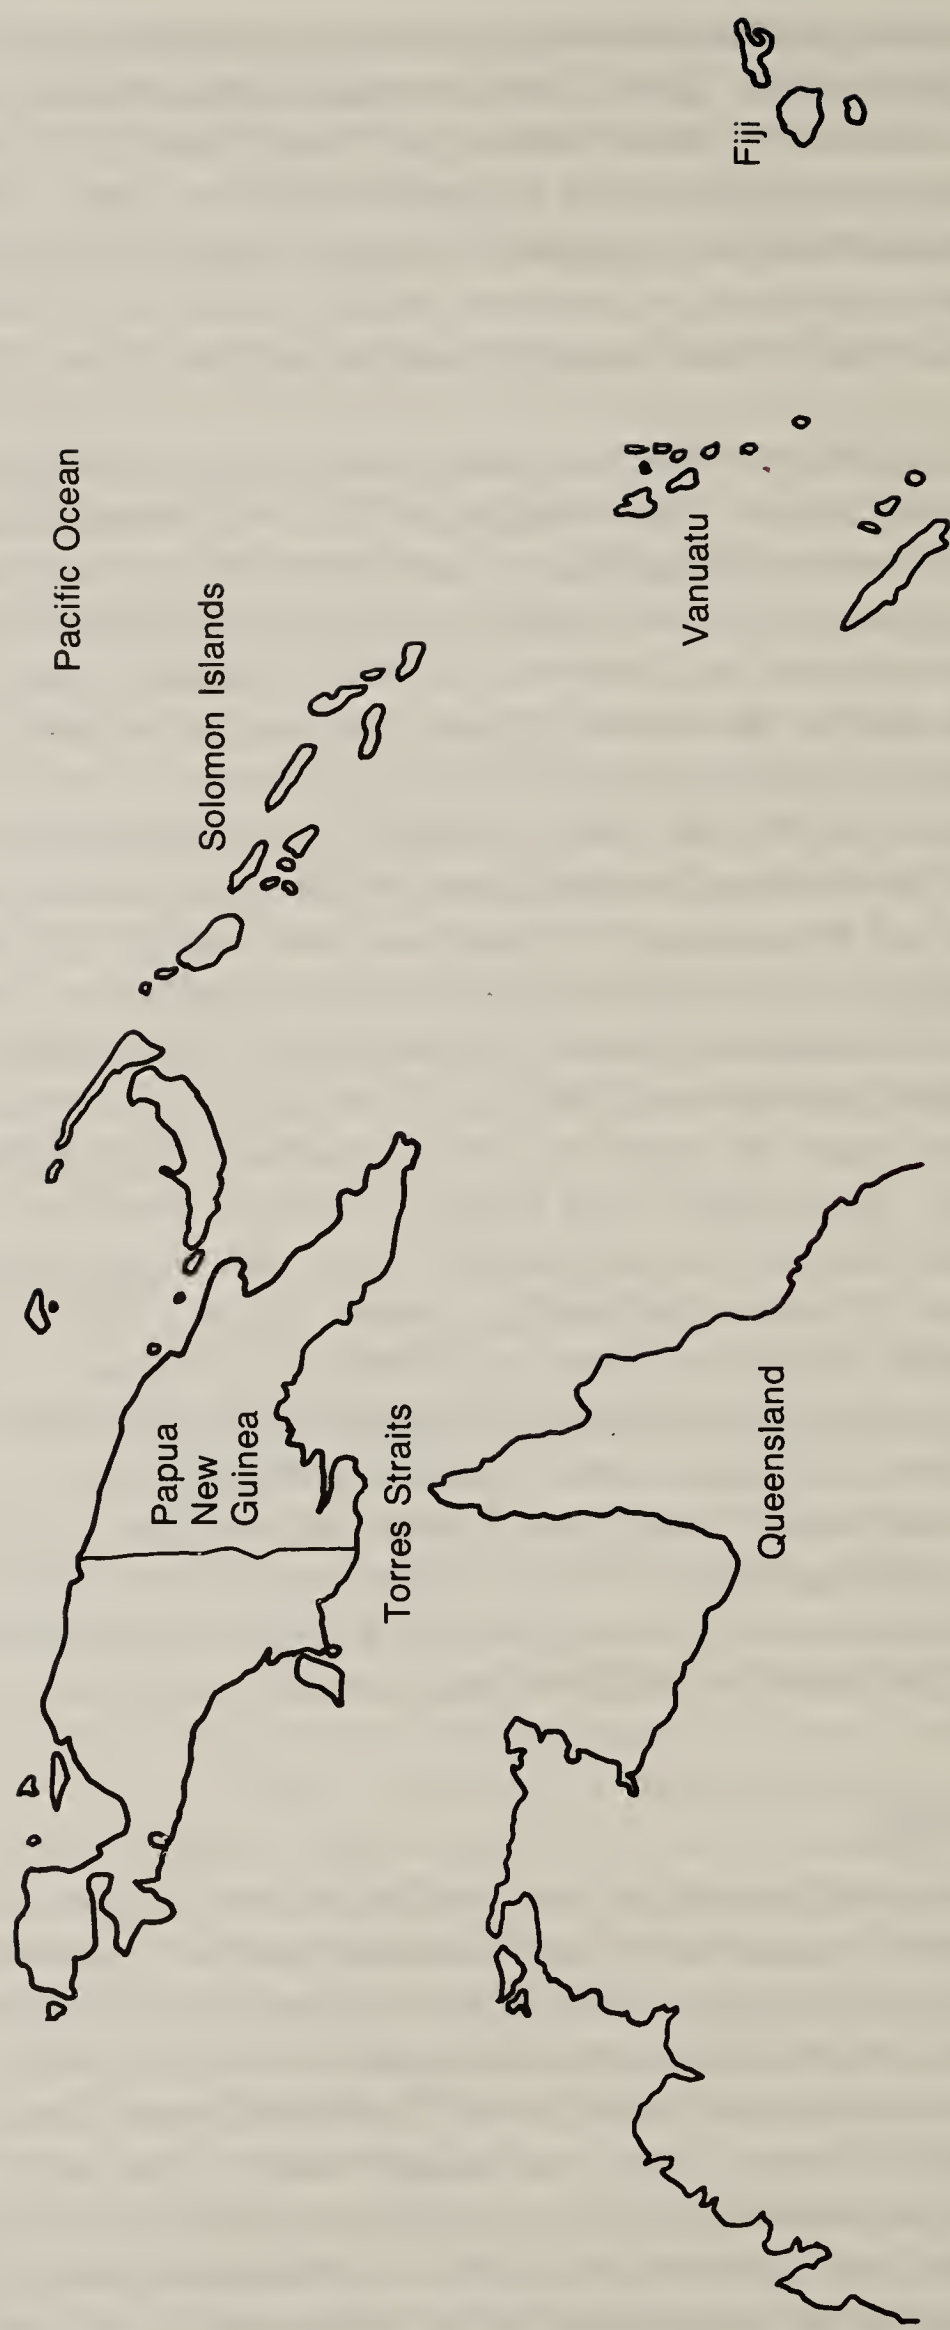 Pacific Ocean
Solomon Islands
Papua
New
Guinea
Torres Straits
Vanuatu
Fiji
Queensland